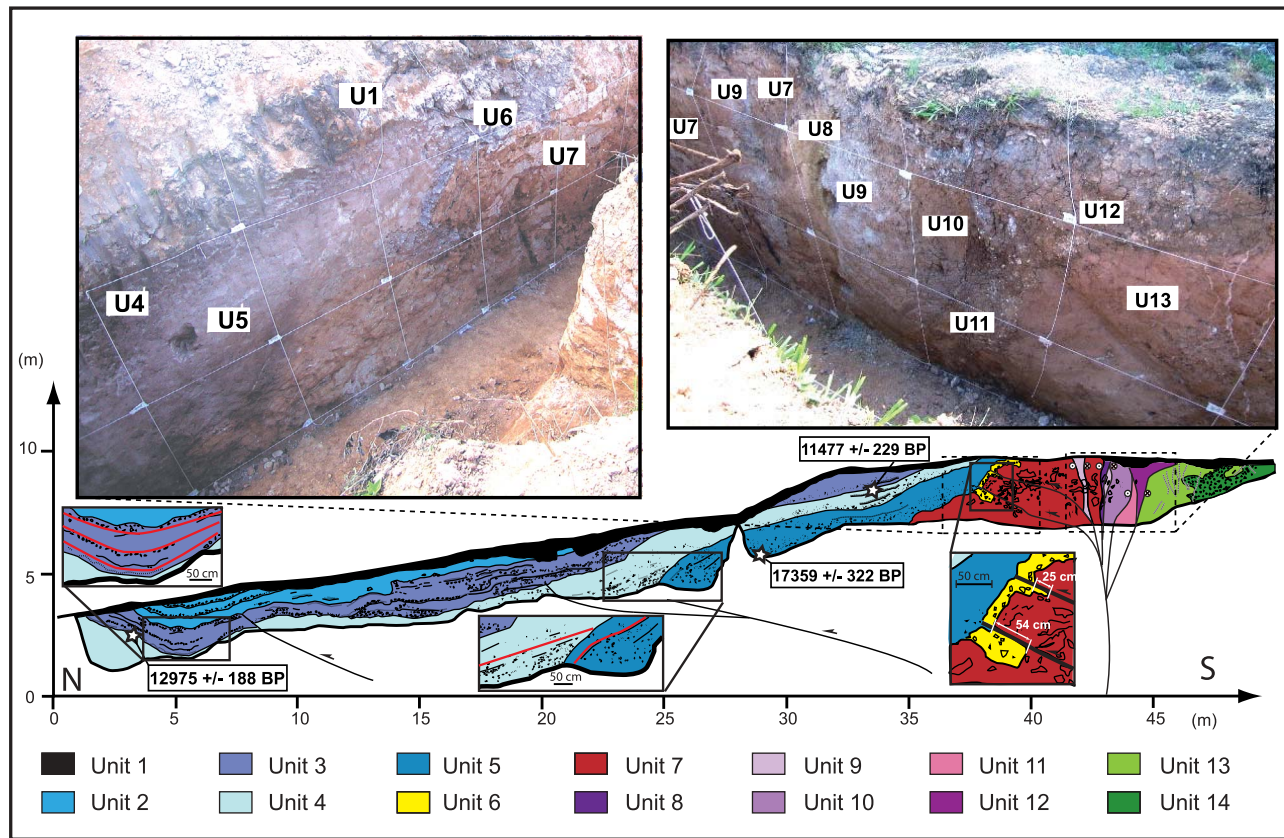 U1
U6
U7
U4
U5
U9
U7
U7
U8
U9
U10
U12
U13
U11
(m)
10
5
0
11477 +/- 229 BP
17359 +/- 322 BP
12975 +/- 188 BP
50 cm
50 cm
50 cm
25 cm
54 cm
N
S
0 5 10 15 20 25 30 35 40 45 (m)
Unit 1 Unit 3 Unit 5 Unit 7 Unit 9 Unit 11 Unit 13
Unit 2 Unit 4 Unit 6 Unit 8 Unit 10 Unit 12 Unit 14